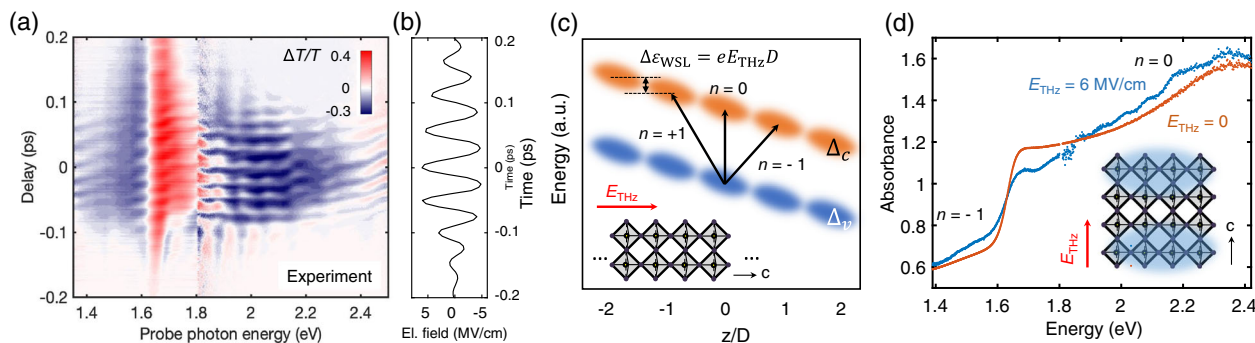 (a)
0.2
0.1
0
-0.1
-0.2
Delay (ps)
ΔT/T
0.4
0
-0.3
Experiment
1.4 1.6 1.8 2.0 2.2 2.4
Probe photon energy (eV)
(b)
0.2
0.1
Time (ps)
0
Time (ps)
-0.1
-0.2
5 0 -5
El. field (MV/cm)
(c)
Energy (a.u.)
Δε_WSL = eE_THz D
n = 0
n = +1
n = - 1
Δ_c
Δ_v
E_THz
... ...
c
-2 -1 0 1 2
z/D
(d)
1.6
1.4
1.2
1.0
0.8
0.6
Absorbance
n = 0
E_THz = 6 MV/cm
E_THz = 0
n = - 1
E_THz
c
1.4 1.6 1.8 2 2.2 2.4
Energy (eV)